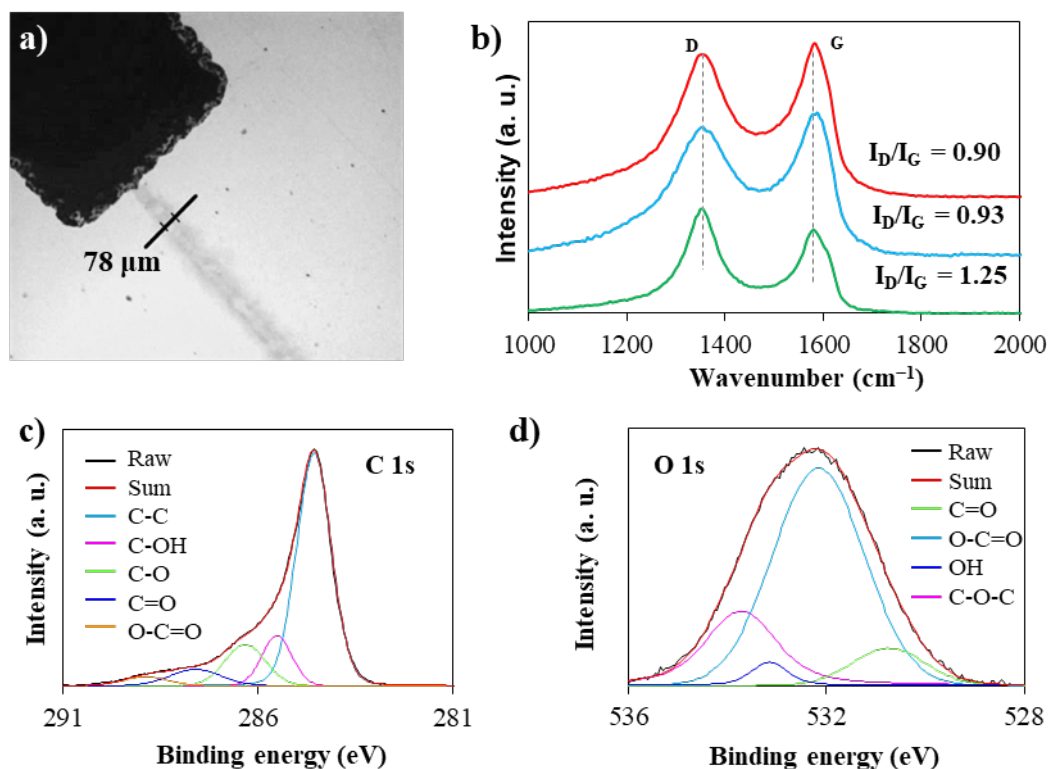 a)
78 μm
b)
D
G
I_D/I_G = 0.90
I_D/I_G = 0.93
I_D/I_G = 1.25
Intensity (a. u.)
1000 1200 1400 1600 1800 2000
Wavenumber (cm⁻¹)
c)
Raw
Sum
C-C
C-OH
C-O
C=O
O-C=O
C 1s
Intensity (a. u.)
291 286 281
Binding energy (eV)
d)
O 1s
Raw
Sum
C=O
O-C=O
OH
C-O-C
Intensity (a. u.)
536 532 528
Binding energy (eV)